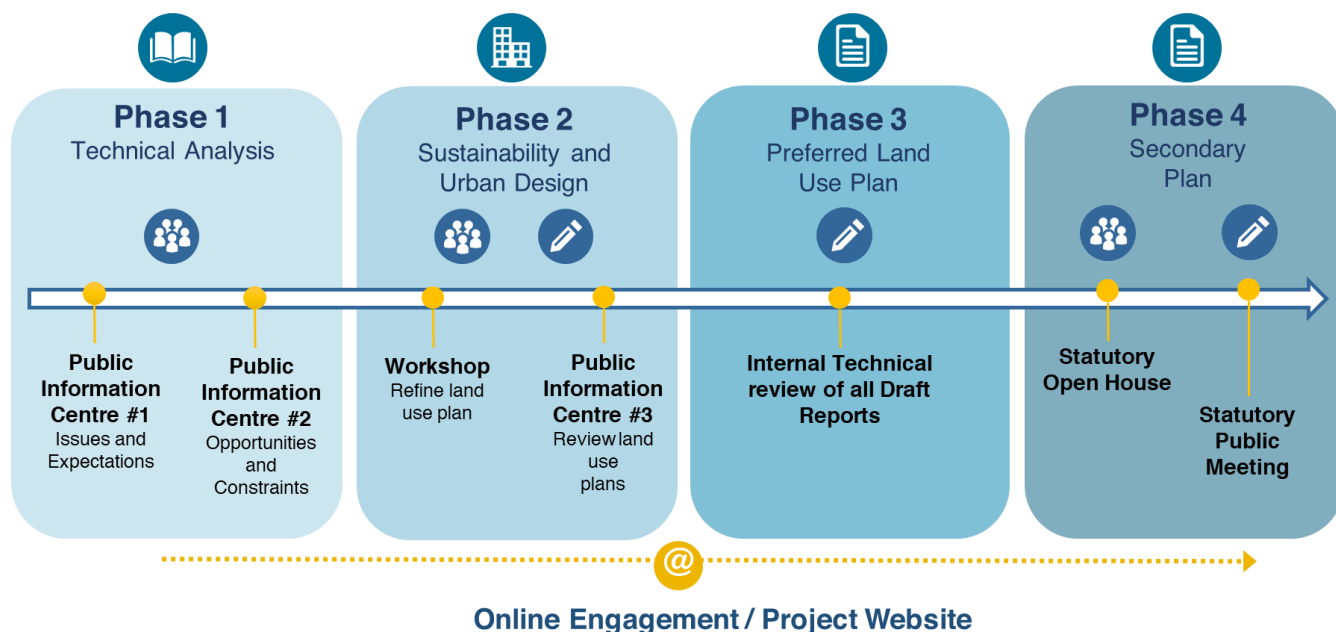 Phase 1
Technical Analysis
Public
Information
Centre #1
Issues and
Expectations
Public
Information
Centre #2
Opportunities
and
Constraints
Phase 2
Sustainability and
Urban Design
Workshop
Refine land
use plan
Public
Information
Centre #3
Review land
use
plans
Phase 3
Preferred Land
Use Plan
Internal Technical
review of all Draft
Reports
Phase 4
Secondary
Plan
Statutory
Open House
Statutory
Public
Meeting
@
Online Engagement / Project Website